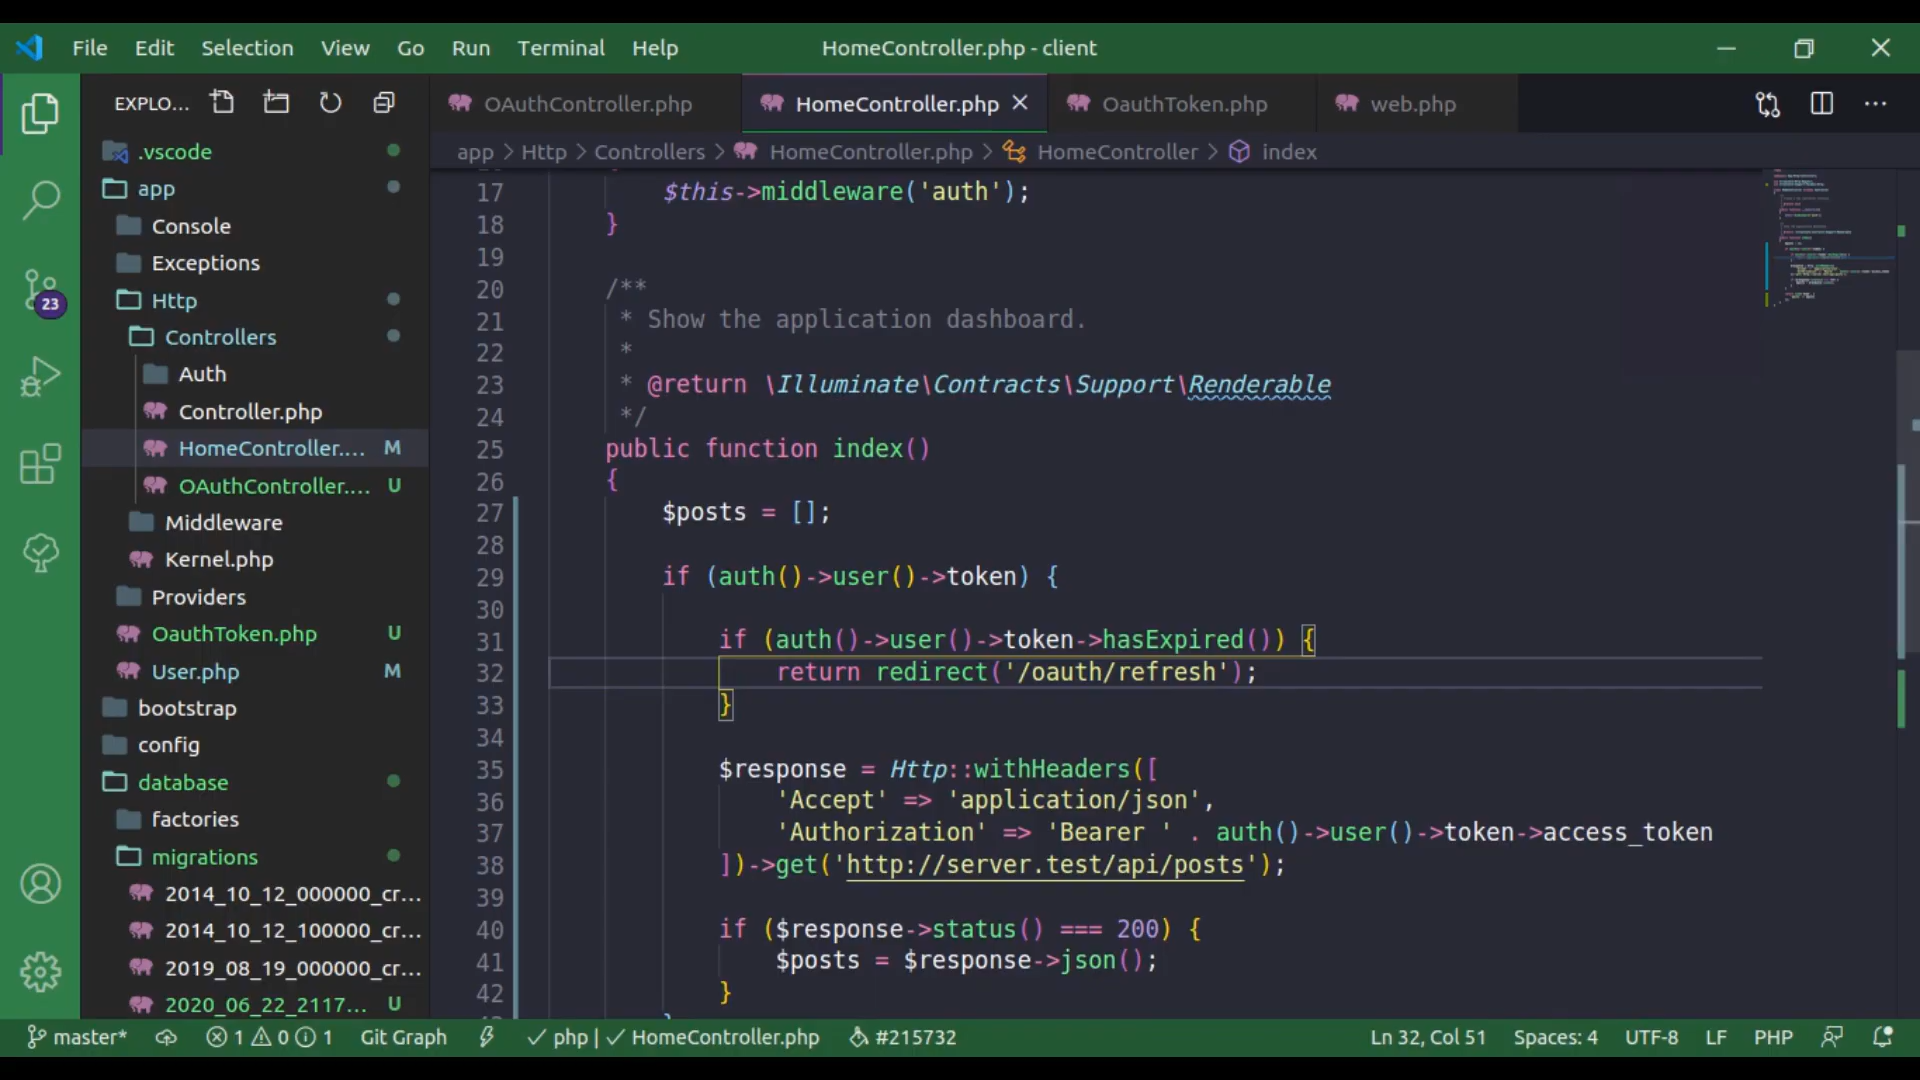 File Edit Selection View Go Run Terminal Help
HomeController.php - client
EXPLO...
OAuthController.php
HomeController.php
OauthToken.php
web.php
app > Http > Controllers > HomeController.php > HomeController > index
.vscode
app
Console
Exceptions
Http
Controllers
Auth
Controller.php
HomeController.... M
OAuthController.... U
Middleware
Kernel.php
Providers
OauthToken.php U
User.php M
bootstrap
config
database
factories
migrations
2014_10_12_000000_cr...
2014_10_12_100000_cr...
2019_08_19_000000_cr...
2020_06_22_2117... U
23
17 $this->middleware('auth');
18 }
19
20 /**
21 * Show the application dashboard.
22 *
23 * @return \Illuminate\Contracts\Support\Renderable
24 */
25 public function index()
26 {
27 $posts = [];
28
29 if (auth()->user()->token) {
30
31 if (auth()->user()->token->hasExpired()) {
32 return redirect('/oauth/refresh');
33 }
34
35 $response = Http::withHeaders([
36 'Accept' => 'application/json',
37 'Authorization' => 'Bearer ' . auth()->user()->token->access_token
38 ])->get('http://server.test/api/posts');
39
40 if ($response->status() === 200) {
41 $posts = $response->json();
42 }
master* 1 0 1 Git Graph php | HomeController.php #215732
Ln 32, Col 51 Spaces: 4 UTF-8 LF PHP